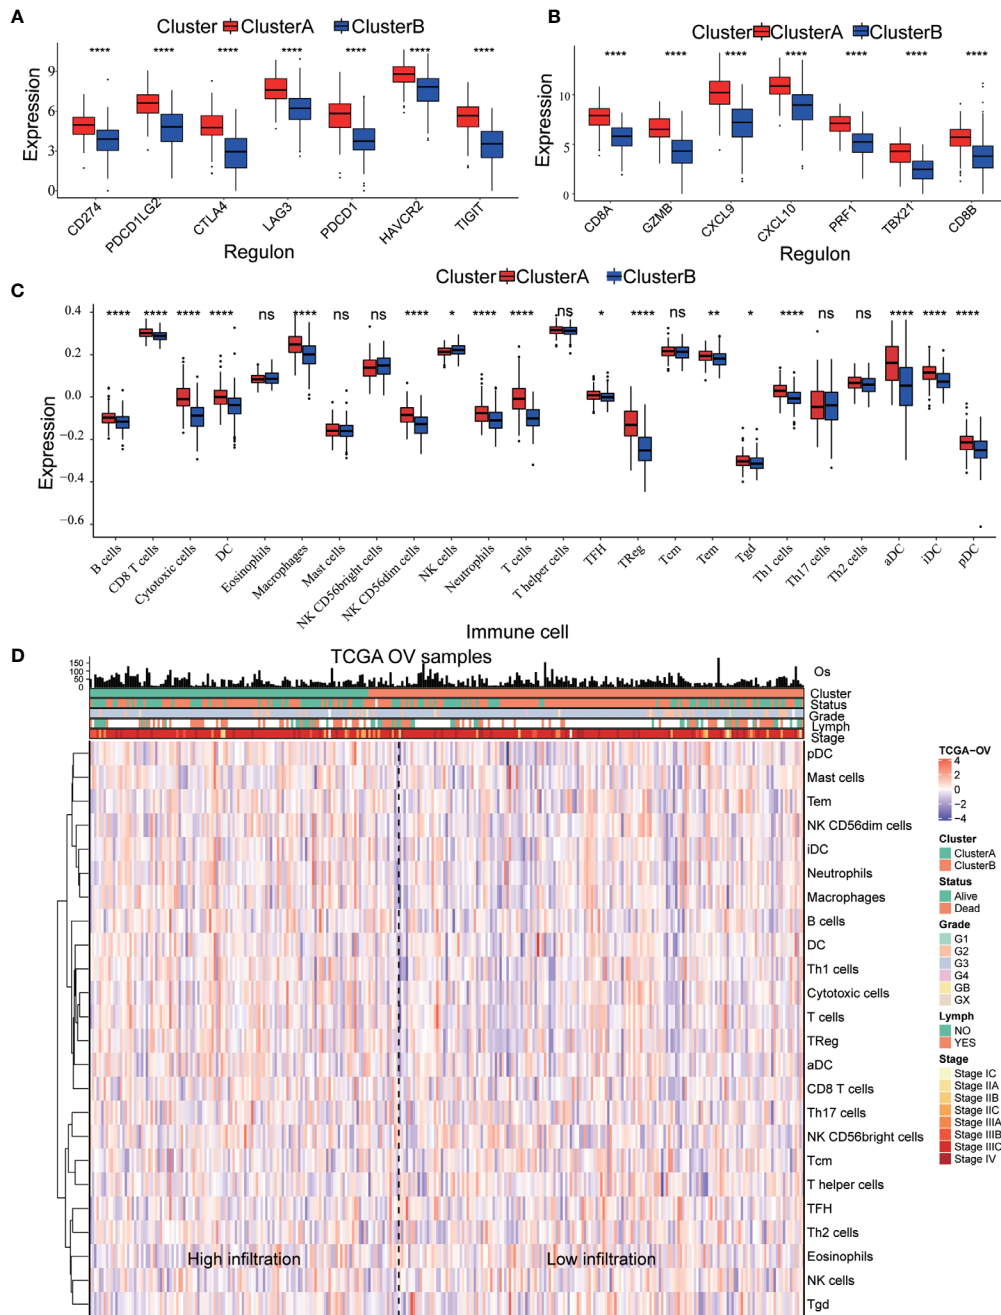 A
Cluster ClusterA ClusterB
**** **** **** **** **** **** ****
Expression
9
6
3
0
CD274 PDCD1LG2 CTLA4 LAG3 PDCD1 HAVCR2 TIGIT
Regulon
B
Cluster ClusterA ClusterB
**** **** **** **** **** **** ****
Expression
10
5
0
CD8A GZMB CXCL9 CXCL10 PRF1 TBX21 CD8B
Regulon
C
Cluster ClusterA ClusterB
**** **** **** **** ns **** ns ns **** * **** **** ns * **** ns ** * **** ns ns **** **** ****
Expression
0.4
0.2
0.0
−0.2
−0.4
−0.6
B cells CD8 T cells Cytotoxic cells DC Eosinophils Macrophages Mast cells NK CD56bright cells NK CD56dim cells NK cells Neutrophils T cells T helper cells TFH TReg Tcm Tem Tgd Th1 cells Th17 cells Th2 cells aDC iDC pDC
Immune cell
D
TCGA OV samples
150
100
50
0
Os
Cluster
Status
Grade
Lymph
Stage
pDC
Mast cells
Tem
NK CD56dim cells
iDC
Neutrophils
Macrophages
B cells
DC
Th1 cells
Cytotoxic cells
T cells
TReg
aDC
CD8 T cells
Th17 cells
NK CD56bright cells
Tcm
T helper cells
TFH
Th2 cells
Eosinophils
NK cells
Tgd
High infiltration
Low infiltration
TCGA−OV
4
2
0
−2
−4
Cluster
ClusterA
ClusterB
Status
Alive
Dead
Grade
G1
G2
G3
G4
GB
GX
Lymph
NO
YES
Stage
Stage IC
Stage IIA
Stage IIB
Stage IIC
Stage IIIA
Stage IIIB
Stage IIIC
Stage IV